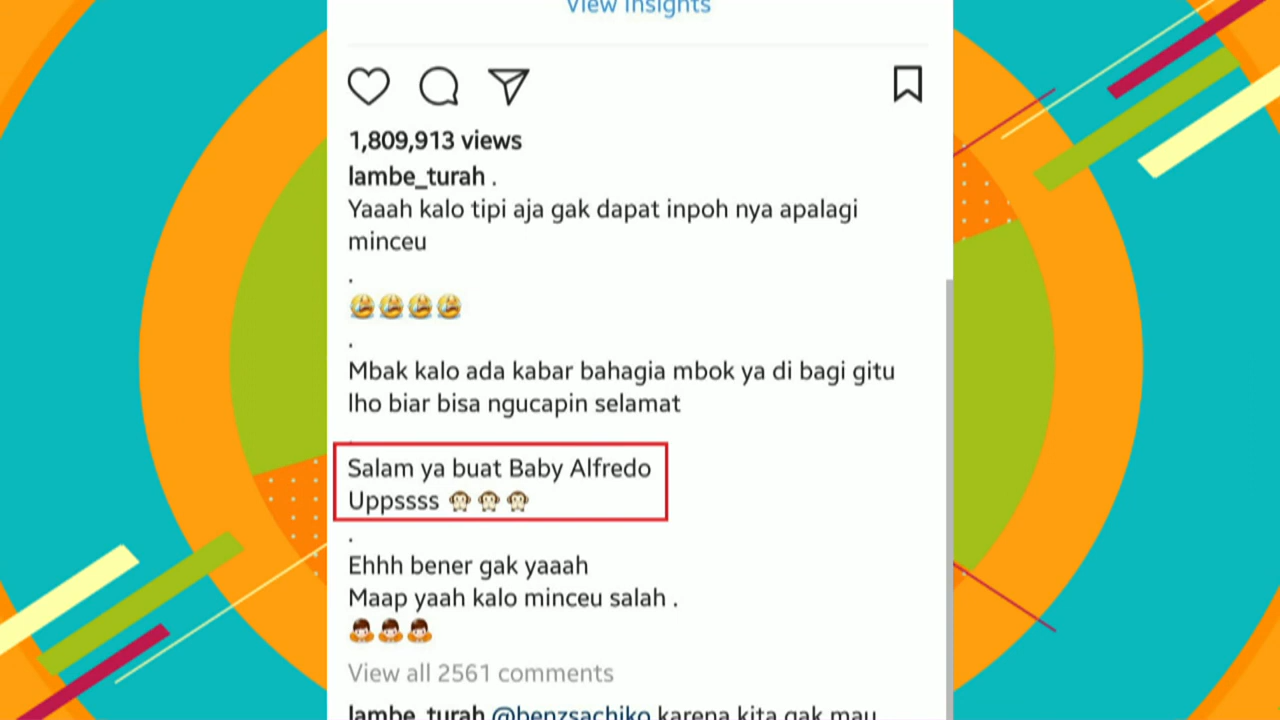 View Insights
1,809,913 views
lambe_turah .
Yaaah kalo tipi aja gak dapat inpoh nya apalagi
minceu
.
😂😂😂😂
.
Mbak kalo ada kabar bahagia mbok ya di bagi gitu
lho biar bisa ngucapin selamat
.
Salam ya buat Baby Alfredo
Uppssss 🙊🙊🙊
.
Ehhh bener gak yaaah
Maap yaah kalo minceu salah .
🙇🙇🙇
View all 2561 comments
lambe_turah @benzsachiko karena kita gak mau